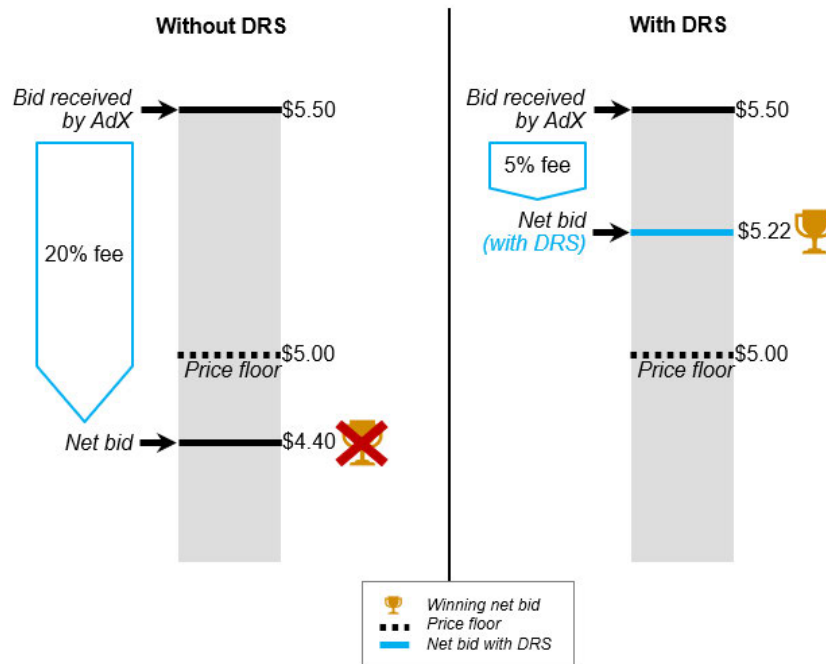 Without DRS
Bid received
by AdX
$5.50
20% fee
$5.00
Price floor
Net bid
$4.40
With DRS
Bid received
by AdX
$5.50
5% fee
Net bid
(with DRS)
$5.22
$5.00
Price floor
Winning net bid
Price floor
Net bid with DRS